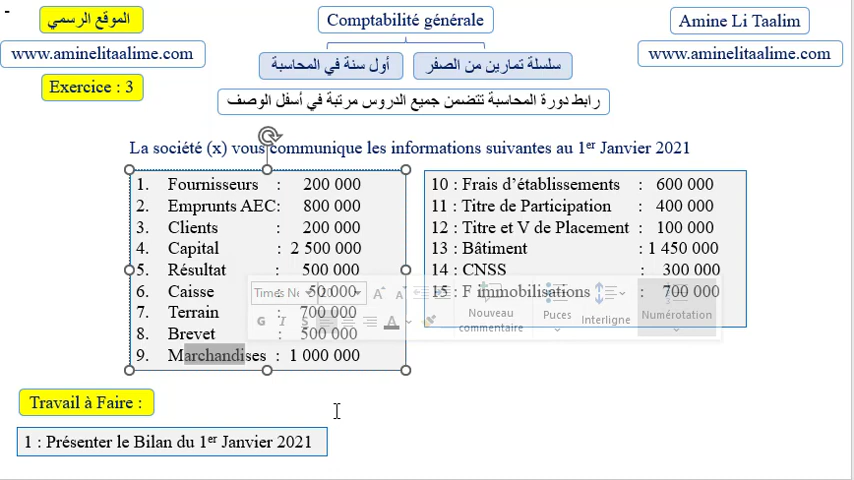 الموقع الرسمي
www.aminelitaalime.com
Exercice : 3
Comptabilité générale
سلسلة تمارين من الصفر
أول سنة في المحاسبة
رابط دورة المحاسبة تتضمن جميع الدروس مرتبة في أسفل الوصف
Amine Li Taalim
www.aminelitaalime.com
La société (x) vous communique les informations suivantes au 1er Janvier 2021
1. Fournisseurs : 200 000
2. Emprunts AEC: 800 000
3. Clients : 200 000
4. Capital : 2 500 000
5. Résultat : 500 000
6. Caisse : 50 000
7. Terrain : 700 000
8. Brevet : 500 000
9. Marchandises : 1 000 000
10 : Frais d’établissements : 600 000
11 : Titre de Participation : 400 000
12 : Titre et V de Placement : 100 000
13 : Bâtiment : 1 450 000
14 : CNSS : 300 000
15 : F immobilisations : 700 000
Times Ne
20
A A
G I S
Nouveau
commentaire
Puces
Interligne
Numérotation
Travail à Faire :
1 : Présenter le Bilan du 1er Janvier 2021